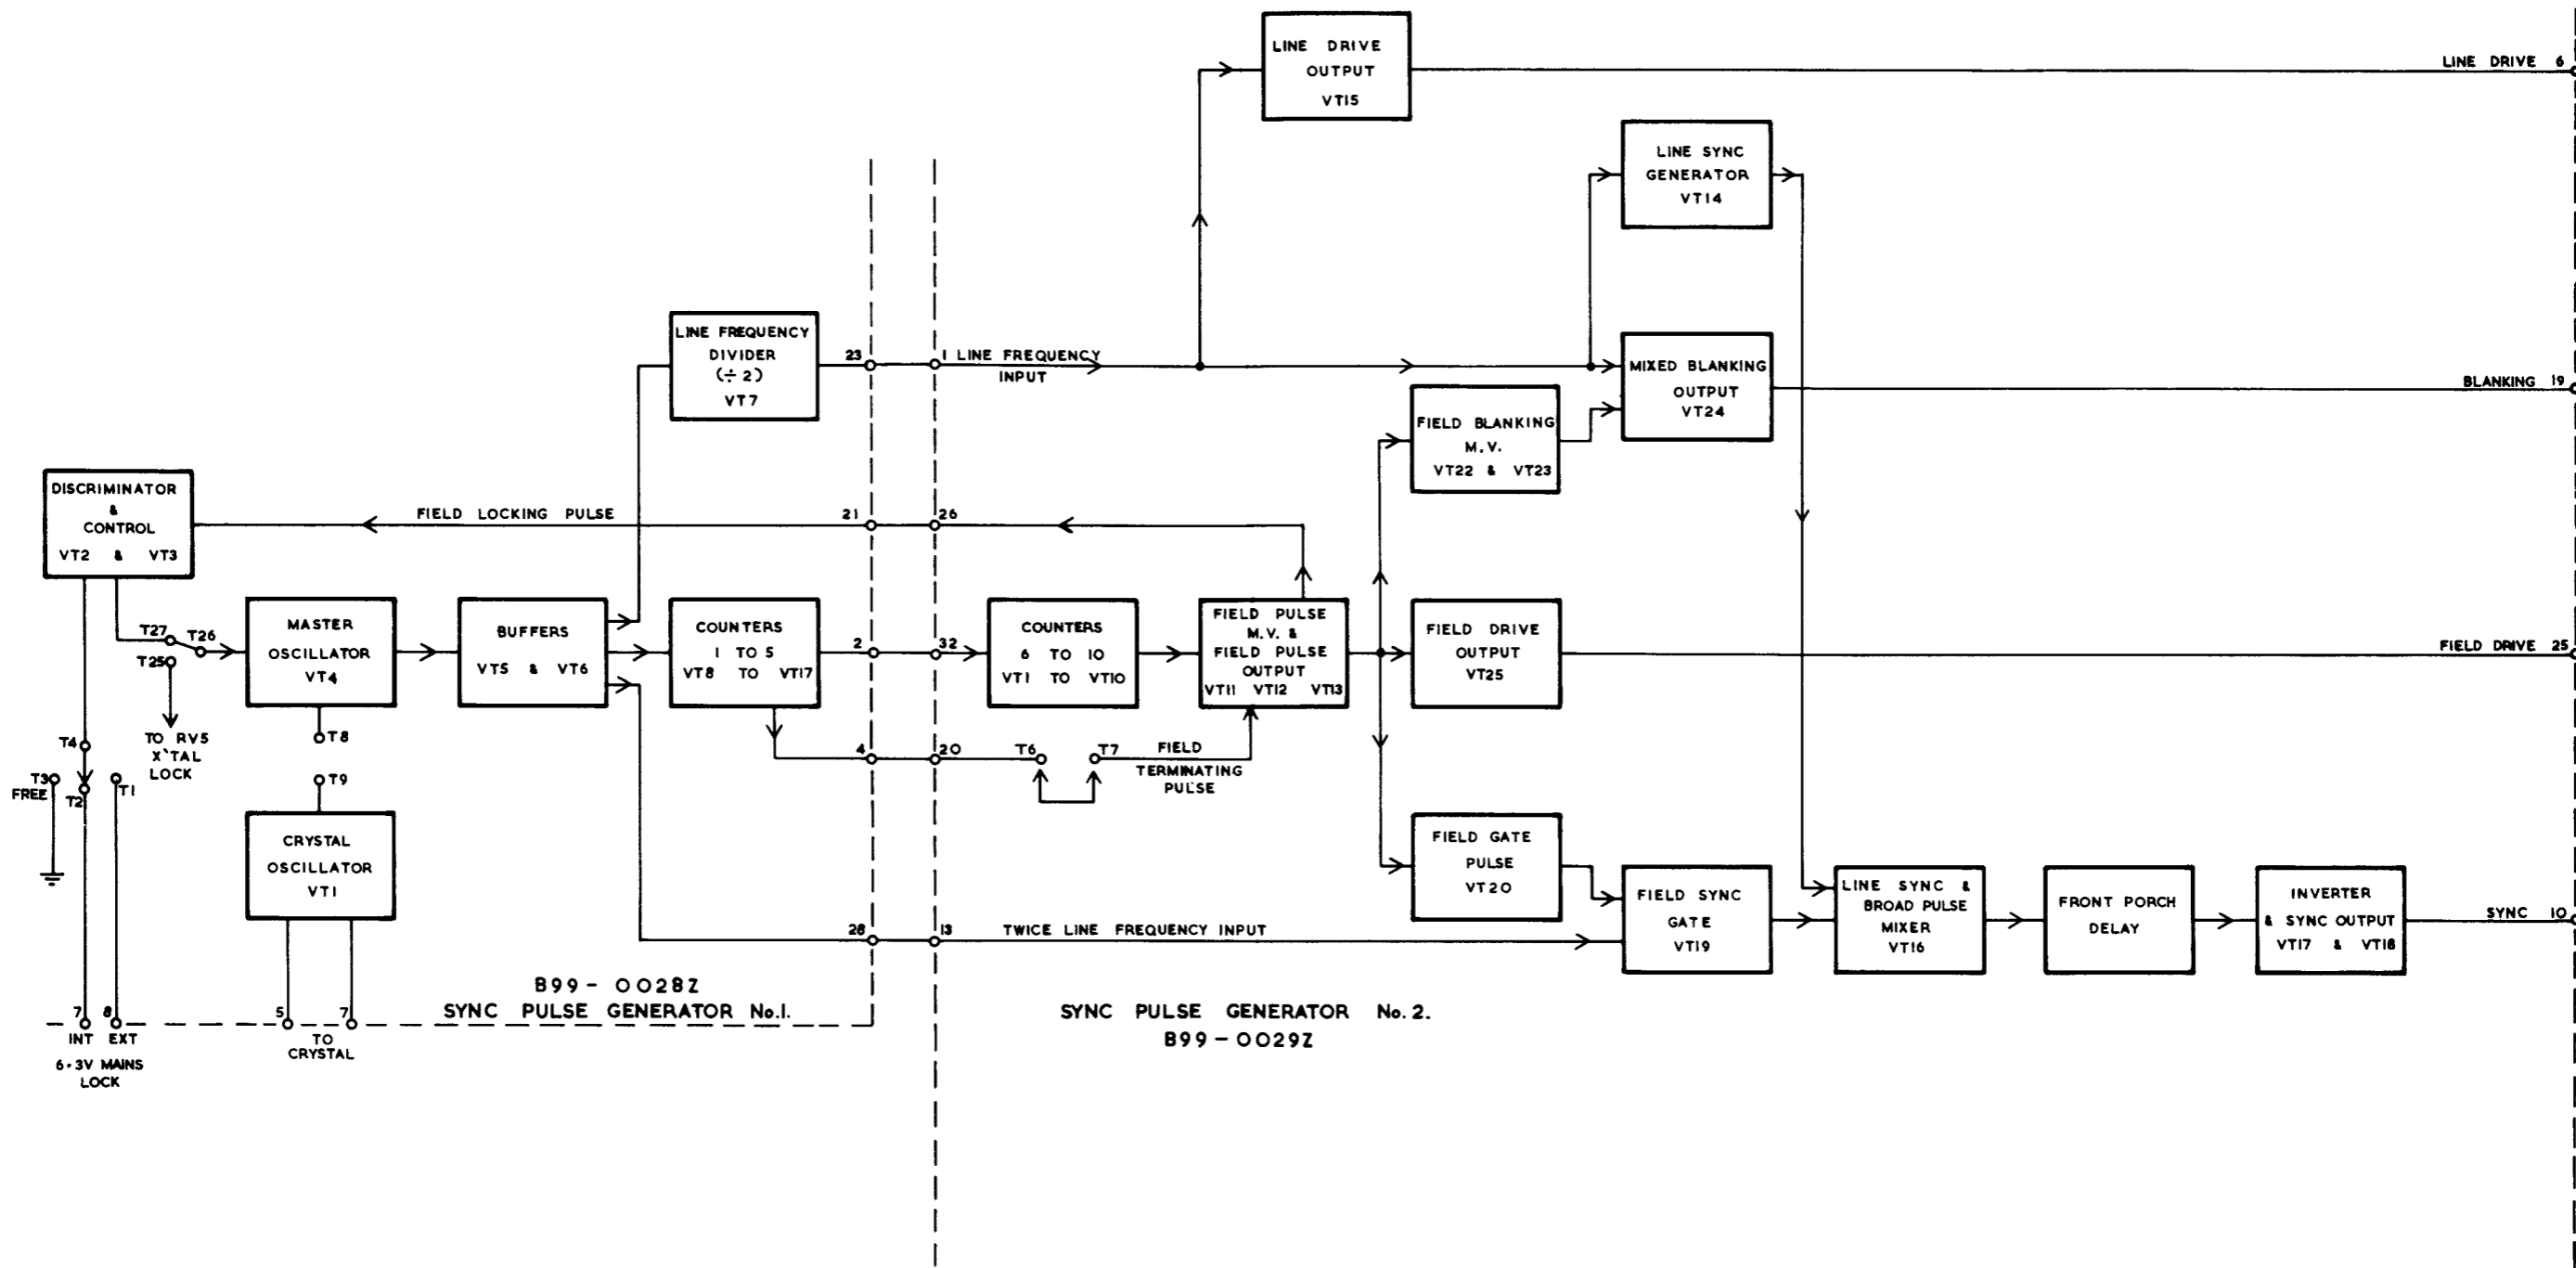 LINE DRIVE
OUTPUT
VT15
LINE DRIVE 6
LINE SYNC
GENERATOR
VT14
LINE FREQUENCY
DIVIDER
(÷ 2)
VT7
23
1 LINE FREQUENCY
INPUT
MIXED BLANKING
OUTPUT
VT24
BLANKING 19
FIELD BLANKING
M.V.
VT22 & VT23
DISCRIMINATOR
&
CONTROL
VT2 & VT3
FIELD LOCKING PULSE
21
26
T27
T26
T25
TO RV5
X'TAL
LOCK
MASTER
OSCILLATOR
VT4
BUFFERS
VT5 & VT6
COUNTERS
1 TO 5
VT8 TO VT17
2
32
COUNTERS
6 TO 10
VT1 TO VT10
FIELD PULSE
M.V. &
FIELD PULSE
OUTPUT
VT11 VT12 VT13
FIELD DRIVE
OUTPUT
VT25
FIELD DRIVE 25
T4
T3
FREE
T2
T1
T8
T9
4
20
T6
T7
FIELD
TERMINATING
PULSE
CRYSTAL
OSCILLATOR
VT1
FIELD GATE
PULSE
VT20
28
13
TWICE LINE FREQUENCY INPUT
FIELD SYNC
GATE
VT19
LINE SYNC &
BROAD PULSE
MIXER
VT16
FRONT PORCH
DELAY
INVERTER
& SYNC OUTPUT
VT17 & VT18
SYNC 10
B99 - 0028Z
SYNC PULSE GENERATOR No.1.
SYNC PULSE GENERATOR No. 2.
B99 - 0029Z
7
8
INT EXT
6·3V MAINS
LOCK
5
7
TO
CRYSTAL